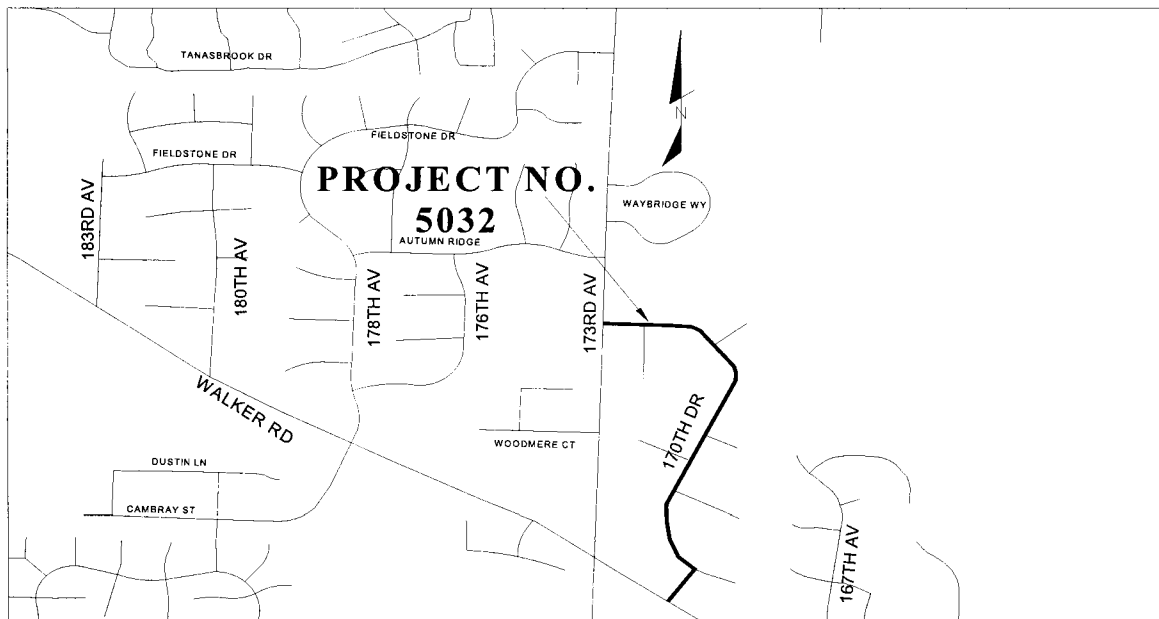 TANASBROOK DR
N
FIELDSTONE DR
FIELDSTONE DR
PROJECT NO.
5032
WAYBRIDGE WY
183RD AV
AUTUMN RIDGE
180TH AV
178TH AV
176TH AV
173RD AV
WALKER RD
170TH DR
WOODMERE CT
DUSTIN LN
CAMBRAY ST
167TH AV